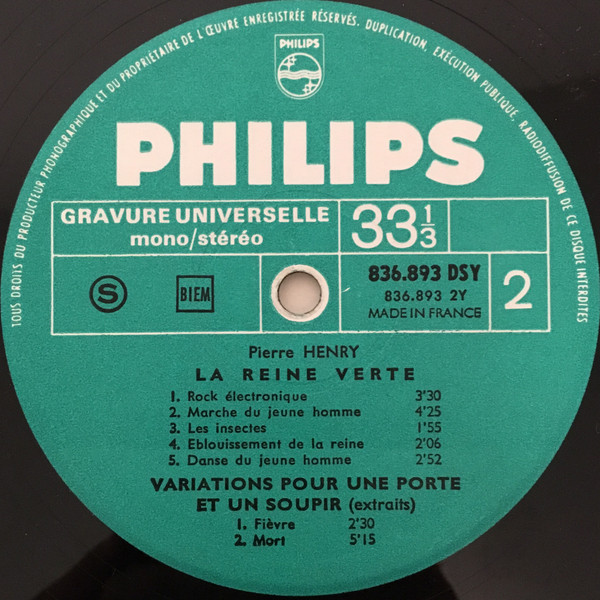 TOUS DROITS DU PRODUCTEUR PHONOGRAPHIQUE ET DU PROPRIÉTAIRE DE L'ŒUVRE ENREGISTRÉE RÉSERVÉS. DUPLICATION, EXÉCUTION PUBLIQUE, RADIODIFFUSION DE CE DISQUE INTERDITES
PHILIPS
PHILIPS
GRAVURE UNIVERSELLE
mono/stéréo
33 1/3
S
BIEM
836.893 DSY
836.893 2Y
MADE IN FRANCE
2
Pierre HENRY
LA REINE VERTE
1. Rock électronique 3'30
2. Marche du jeune homme 4'25
3. Les insectes 1'55
4. Eblouissement de la reine 2'06
5. Danse du jeune homme 2'52
VARIATIONS POUR UNE PORTE
ET UN SOUPIR (extraits)
1. Fièvre 2'30
2. Mort 5'15